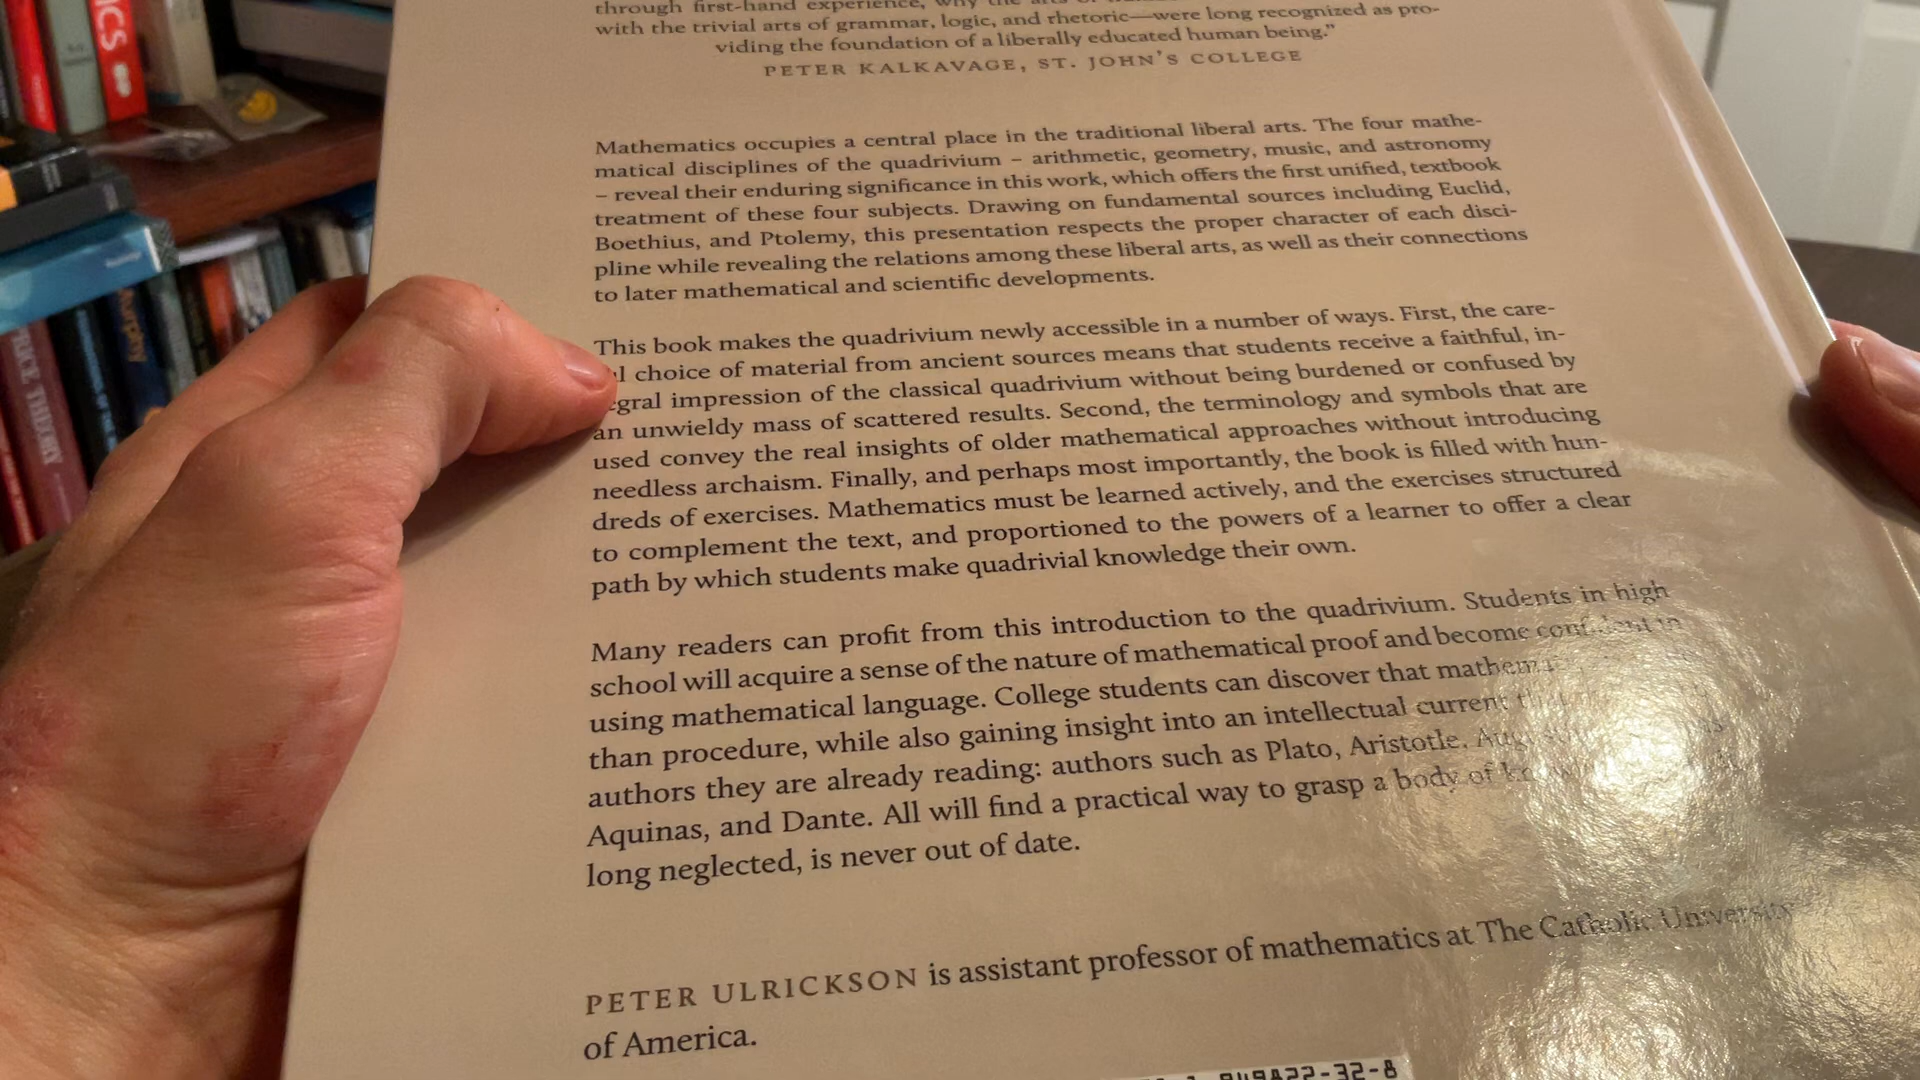 through first-hand experience, why the arts of
with the trivial arts of grammar, logic, and rhetoric—were long recognized as pro-
viding the foundation of a liberally educated human being."
PETER KALKAVAGE, ST. JOHN'S COLLEGE
Mathematics occupies a central place in the traditional liberal arts. The four mathe-
matical disciplines of the quadrivium – arithmetic, geometry, music, and astronomy
– reveal their enduring significance in this work, which offers the first unified, textbook
treatment of these four subjects. Drawing on fundamental sources including Euclid,
Boethius, and Ptolemy, this presentation respects the proper character of each disci-
pline while revealing the relations among these liberal arts, as well as their connections
to later mathematical and scientific developments.
This book makes the quadrivium newly accessible in a number of ways. First, the care-
choice of material from ancient sources means that students receive a faithful, in-
egral impression of the classical quadrivium without being burdened or confused by
an unwieldy mass of scattered results. Second, the terminology and symbols that are
used convey the real insights of older mathematical approaches without introducing
needless archaism. Finally, and perhaps most importantly, the book is filled with hun-
dreds of exercises. Mathematics must be learned actively, and the exercises structured
to complement the text, and proportioned to the powers of a learner to offer a clear
path by which students make quadrivial knowledge their own.
Many readers can profit from this introduction to the quadrivium. Students in high
school will acquire a sense of the nature of mathematical proof and become confident in
using mathematical language. College students can discover that
than procedure, while also gaining insight into an intellectual current
authors they are already reading: authors such as Plato, Aristotle,
Aquinas, and Dante. All will find a practical way to grasp a body of
long neglected, is never out of date.
PETER ULRICKSON is assistant professor of mathematics at The Catholic University
of America.
949822-32-8
ICS
RICE THEORY